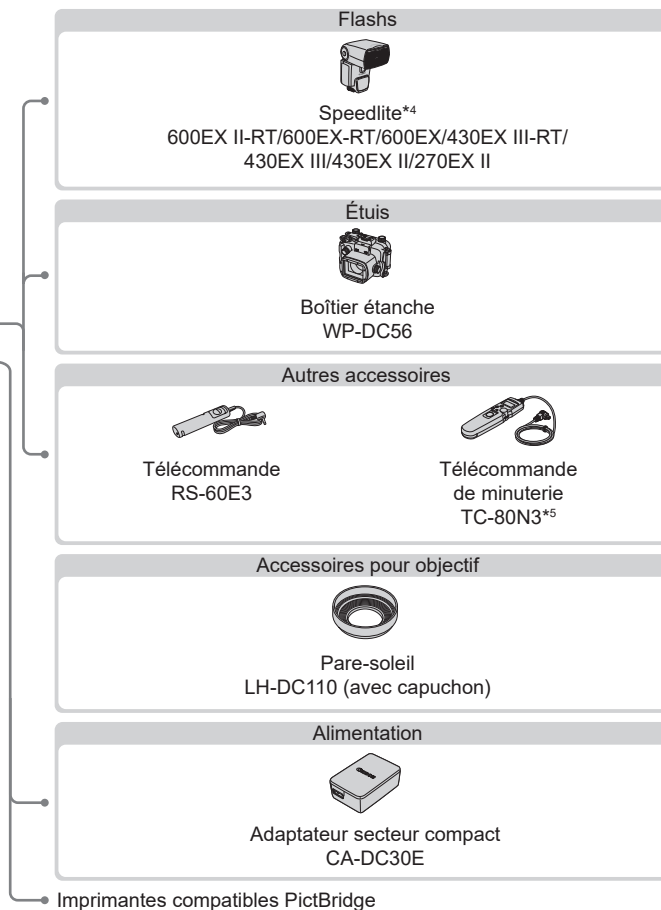 Flashs
Speedlite*4
600EX II-RT/600EX-RT/600EX/430EX III-RT/
430EX III/430EX II/270EX II
Étuis
Boîtier étanche
WP-DC56
Autres accessoires
Télécommande
RS-60E3
Télécommande
de minuterie
TC-80N3*5
Accessoires pour objectif
Pare-soleil
LH-DC110 (avec capuchon)
Alimentation
Canon
Adaptateur secteur compact
CA-DC30E
Imprimantes compatibles PictBridge